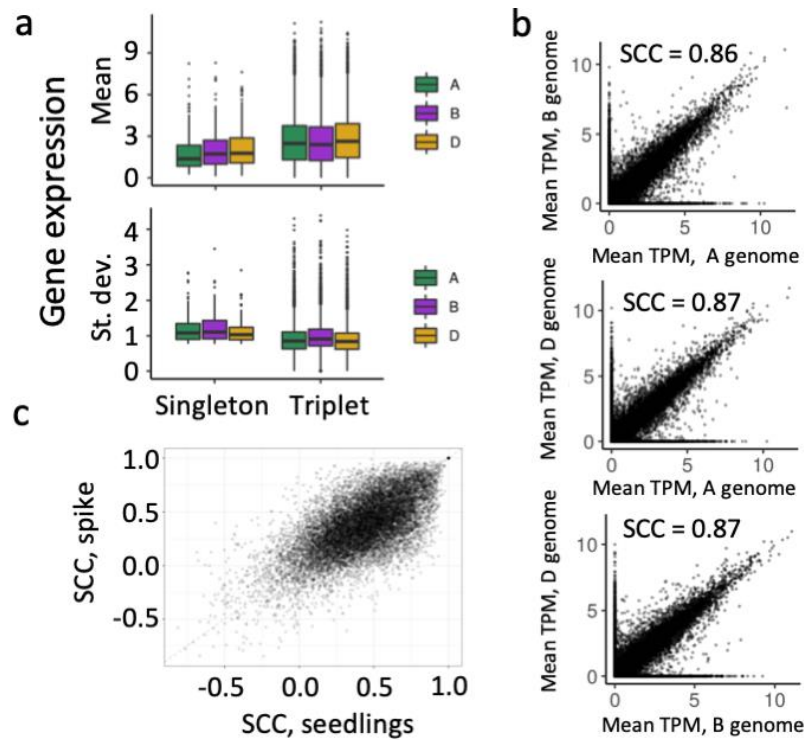 a
Gene expression
Mean
9
6
3
0
A
B
D
St. dev.
4
3
2
1
0
A
B
D
Singleton Triplet
b
SCC = 0.86
Mean TPM, B genome
10
5
0
0 5 10
Mean TPM, A genome
SCC = 0.87
Mean TPM, D genome
10
5
0
0 5 10
Mean TPM, A genome
SCC = 0.87
Mean TPM, D genome
10
5
0
0 5 10
Mean TPM, B genome
c
SCC, spike
1.0
0.5
0.0
-0.5
-0.5 0.0 0.5 1.0
SCC, seedlings